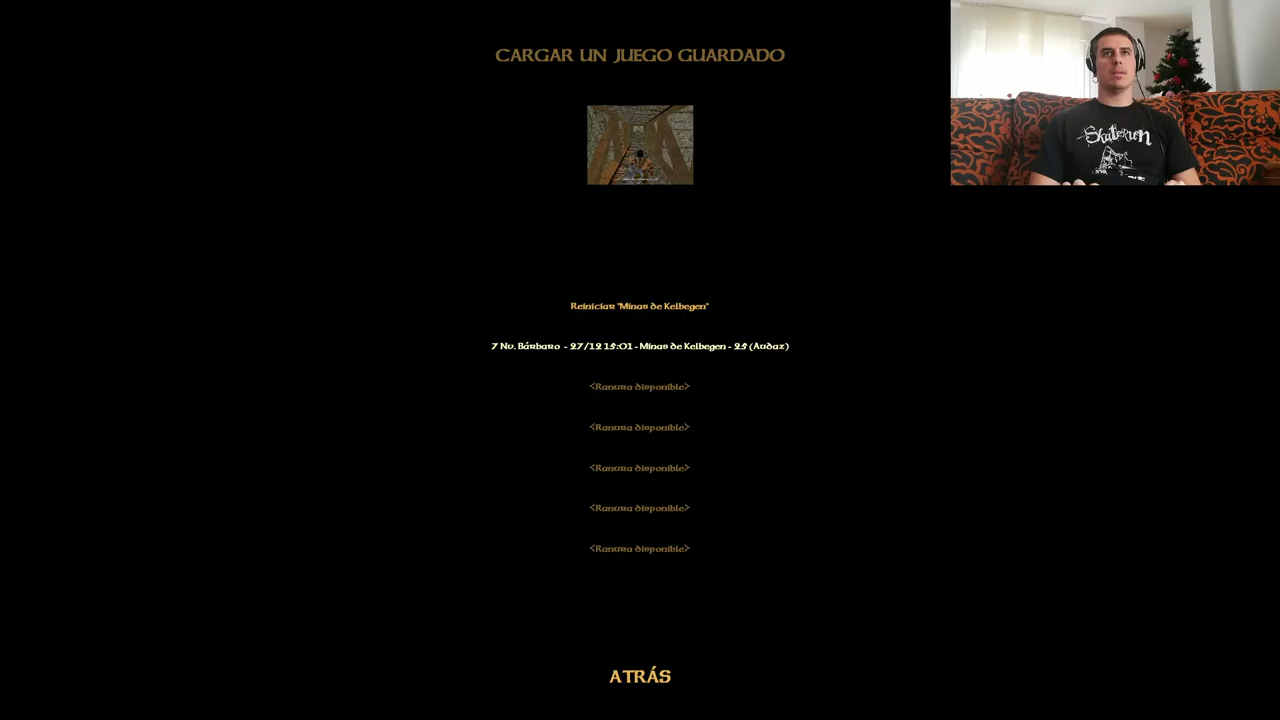 CARGAR UN JUEGO GUARDADO
Reiniciar "Minas de Kelbegen"
7 Nv. Bárbaro - 27/12 15:01 - Minas de Kelbegen - 25 (Audaz)
<Ranura disponible>
<Ranura disponible>
<Ranura disponible>
<Ranura disponible>
<Ranura disponible>
ATRÁS